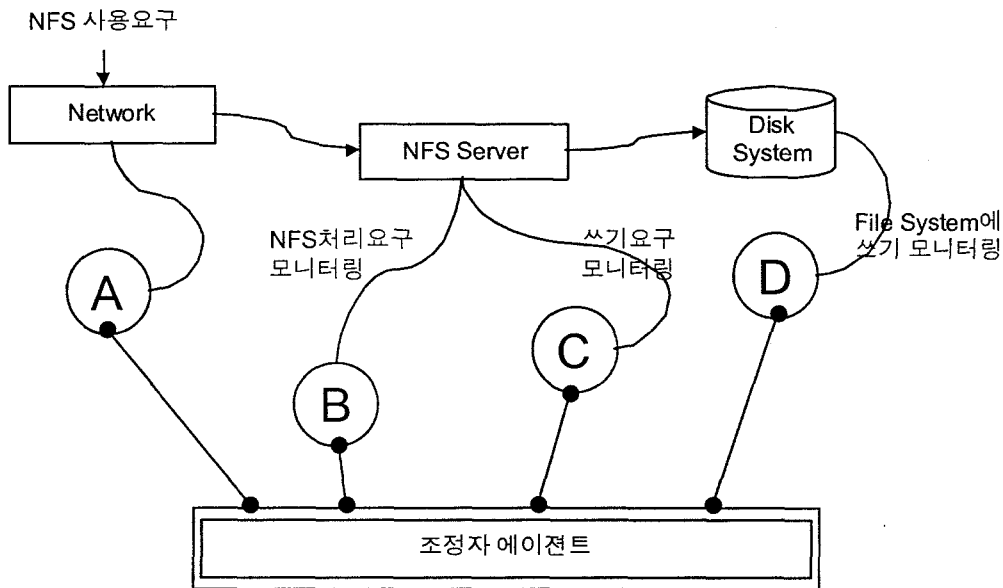 NFS 사용요구
Network
NFS Server
Disk
System
NFS처리요구
모니터링
쓰기요구
모니터링
File System에
쓰기 모니터링
A
B
C
D
조정자 에이젼트